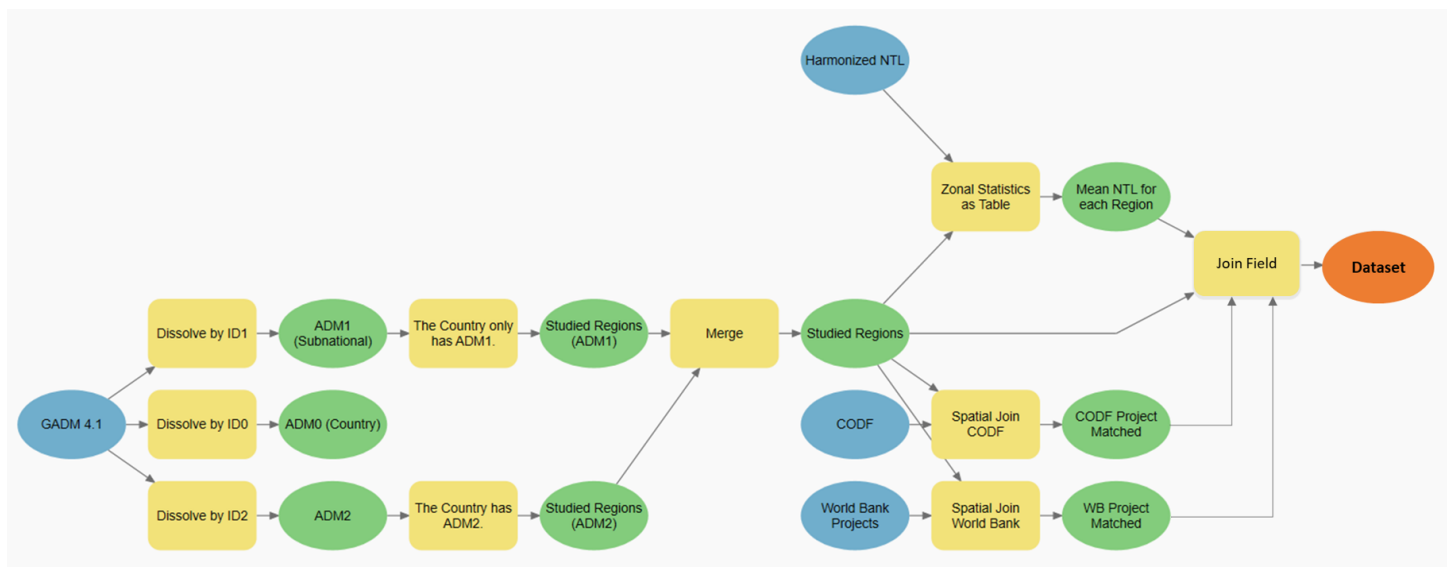 Harmonized NTL
Zonal Statistics
as Table
Mean NTL for
each Region
Join Field
Dataset
Dissolve by ID1
ADM1
(Subnational)
The Country only
has ADM1.
Studied Regions
(ADM1)
Merge
Studied Regions
GADM 4.1
Dissolve by ID0
ADM0 (Country)
CODF
Spatial Join
CODF
CODF Project
Matched
Dissolve by ID2
ADM2
The Country has
ADM2.
Studied Regions
(ADM2)
World Bank
Projects
Spatial Join
World Bank
WB Project
Matched